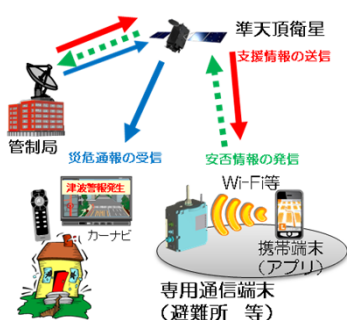 準天頂衛星
支援情報の送信
管制局
災危通報の受信
安否情報の発信
Wi-Fi等
津波警報発生
カーナビ
携帯端末
(アプリ)
専用通信端末
(避難所 等)